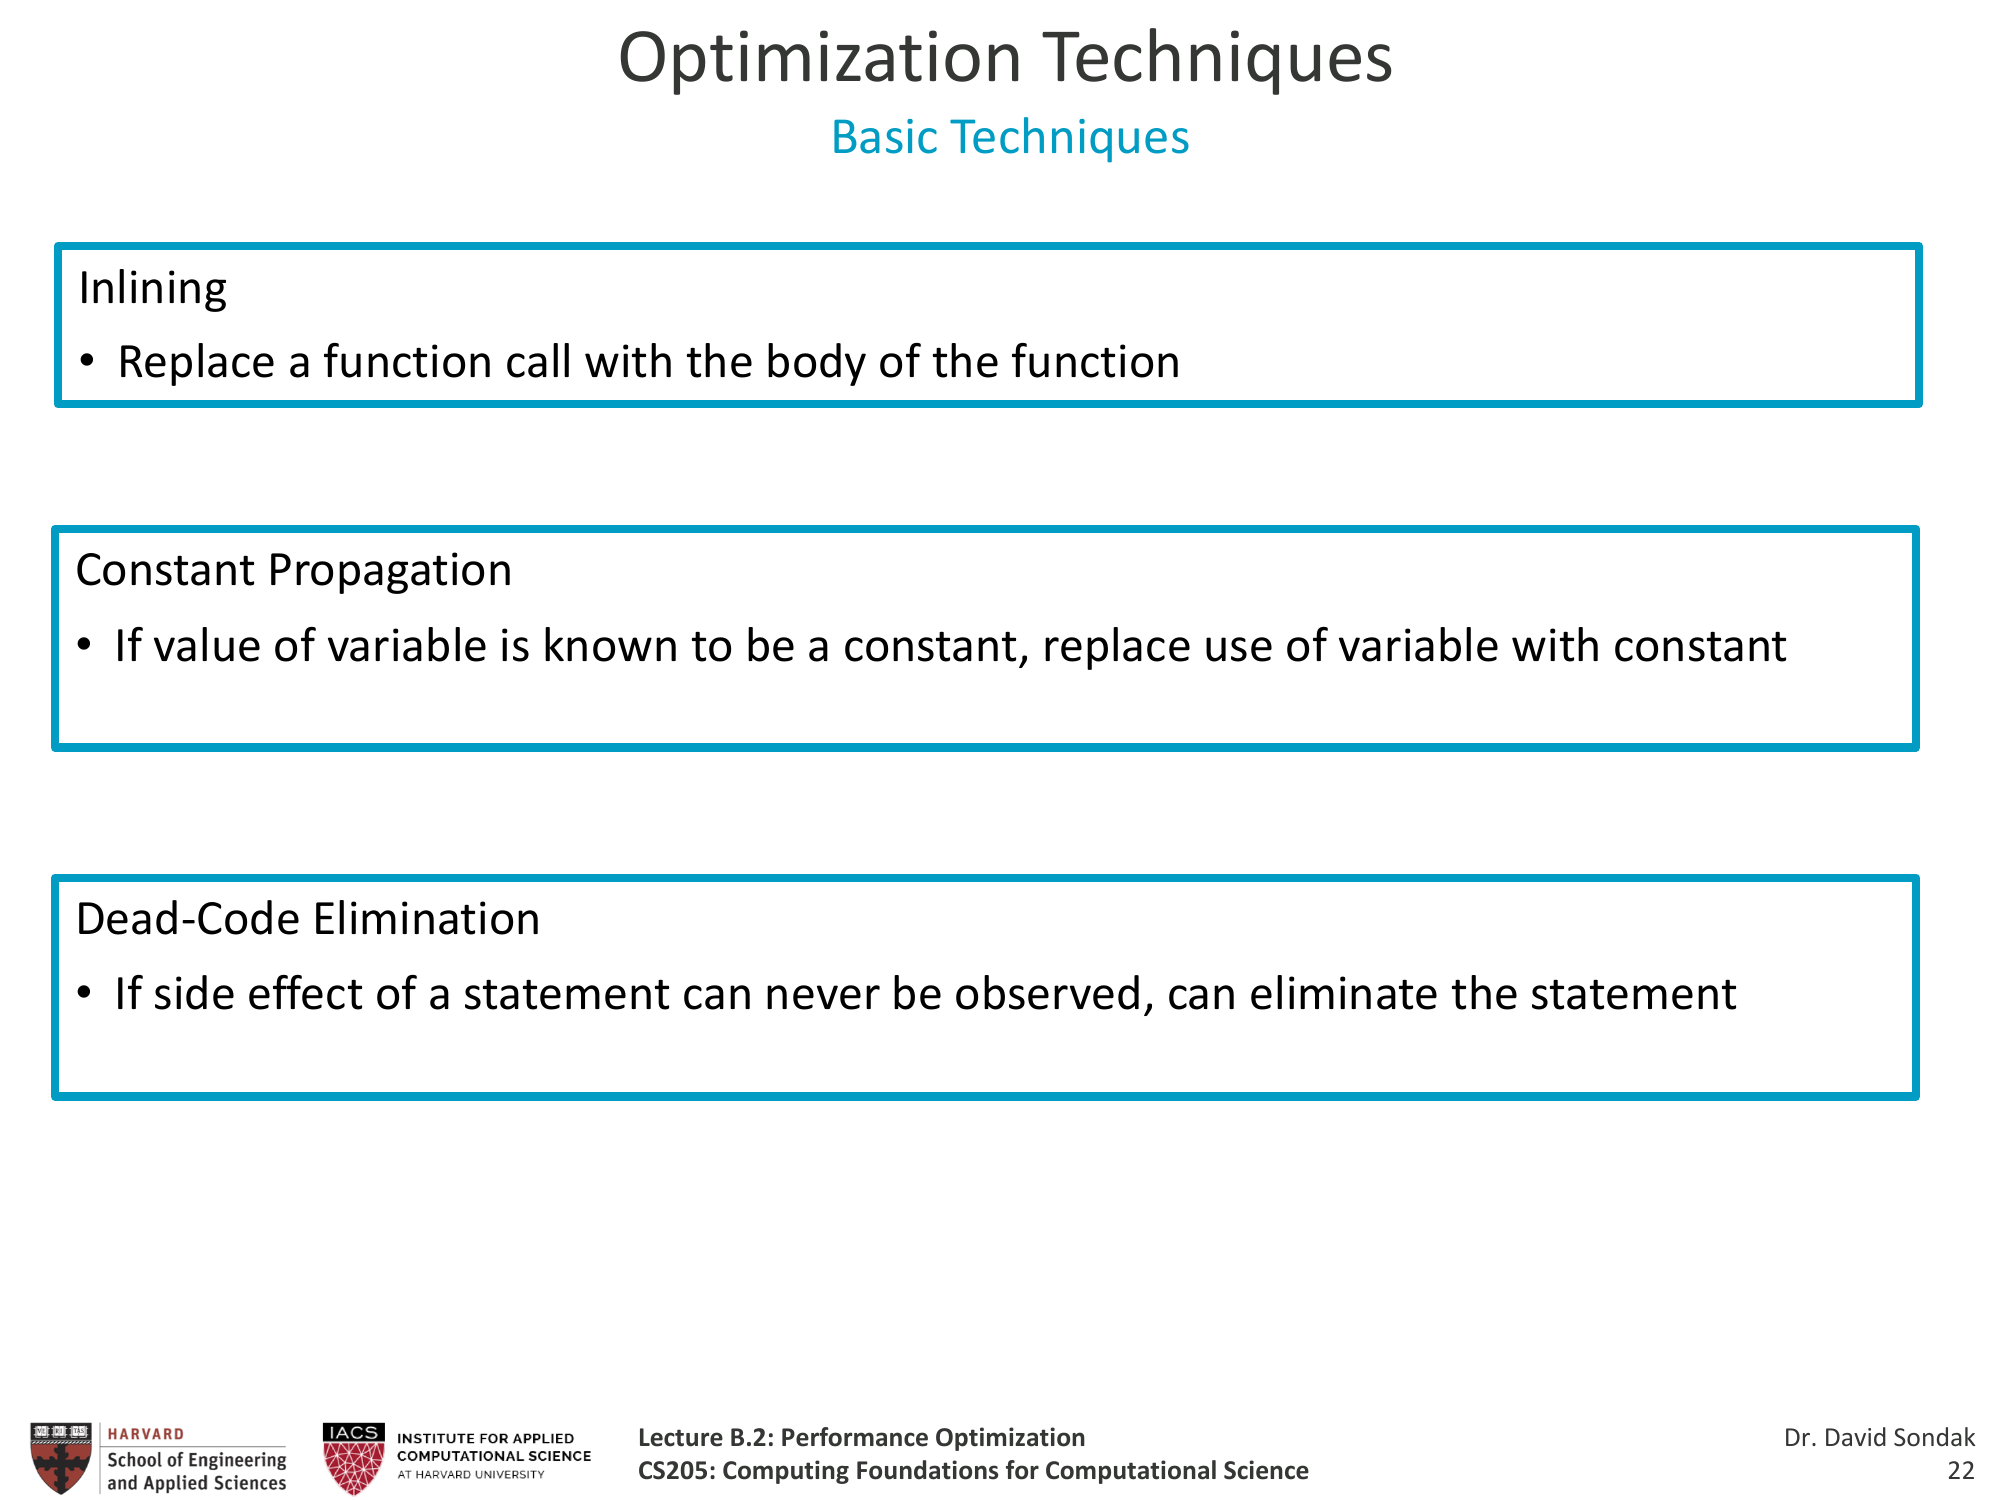 Optimization Techniques
Basic Techniques
Inlining
• Replace a function call with the body of the function
Constant Propagation
• If value of variable is known to be a constant, replace use of variable with constant
Dead-Code Elimination
• If side effect of a statement can never be observed, can eliminate the statement
HARVARD
School of Engineering
and Applied Sciences
IACS
INSTITUTE FOR APPLIED
COMPUTATIONAL SCIENCE
AT HARVARD UNIVERSITY
Lecture B.2: Performance Optimization
CS205: Computing Foundations for Computational Science
Dr. David Sondak
22